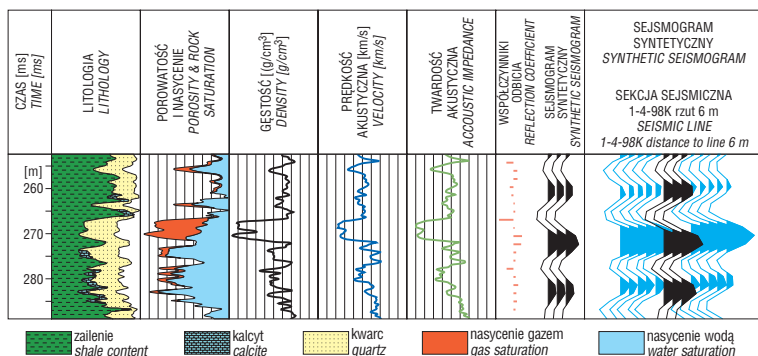 CZAS [ms]
TIME [ms]
LITOLOGIA
LITHOLOGY
POROWATOŚĆ
I NASYCENIE
POROSITY & ROCK
SATURATION
GĘSTOŚĆ [(g/cm³]
DENSITY [g/cm³]
PRĘDKOŚĆ
AKUSTYCZNA [km/s]
VELOCITY [km/s]
TWARDOŚĆ
AKUSTYCZNA
ACCOUSTIC IMPEDANCE
WSPÓŁCZYNNIKI
ODBICIA
REFLECTION COEFFICIENT
SEJSMOGRAM
SYNTETYCZNY
SYNTHETIC SEISMOGRAM
SEJSMOGRAM
SYNTETYCZNY
SYNTHETIC SEISMOGRAM
SEKCJA SEJSMICZNA
1-4-98K rzut 6 m
SEISMIC LINE
1-4-98K distance to line 6 m
[m]
260
270
280
zailenie
shale content
kalcyt
calcite
kwarc
quartz
nasycenie gazem
gas saturation
nasycenie wodą
water saturation